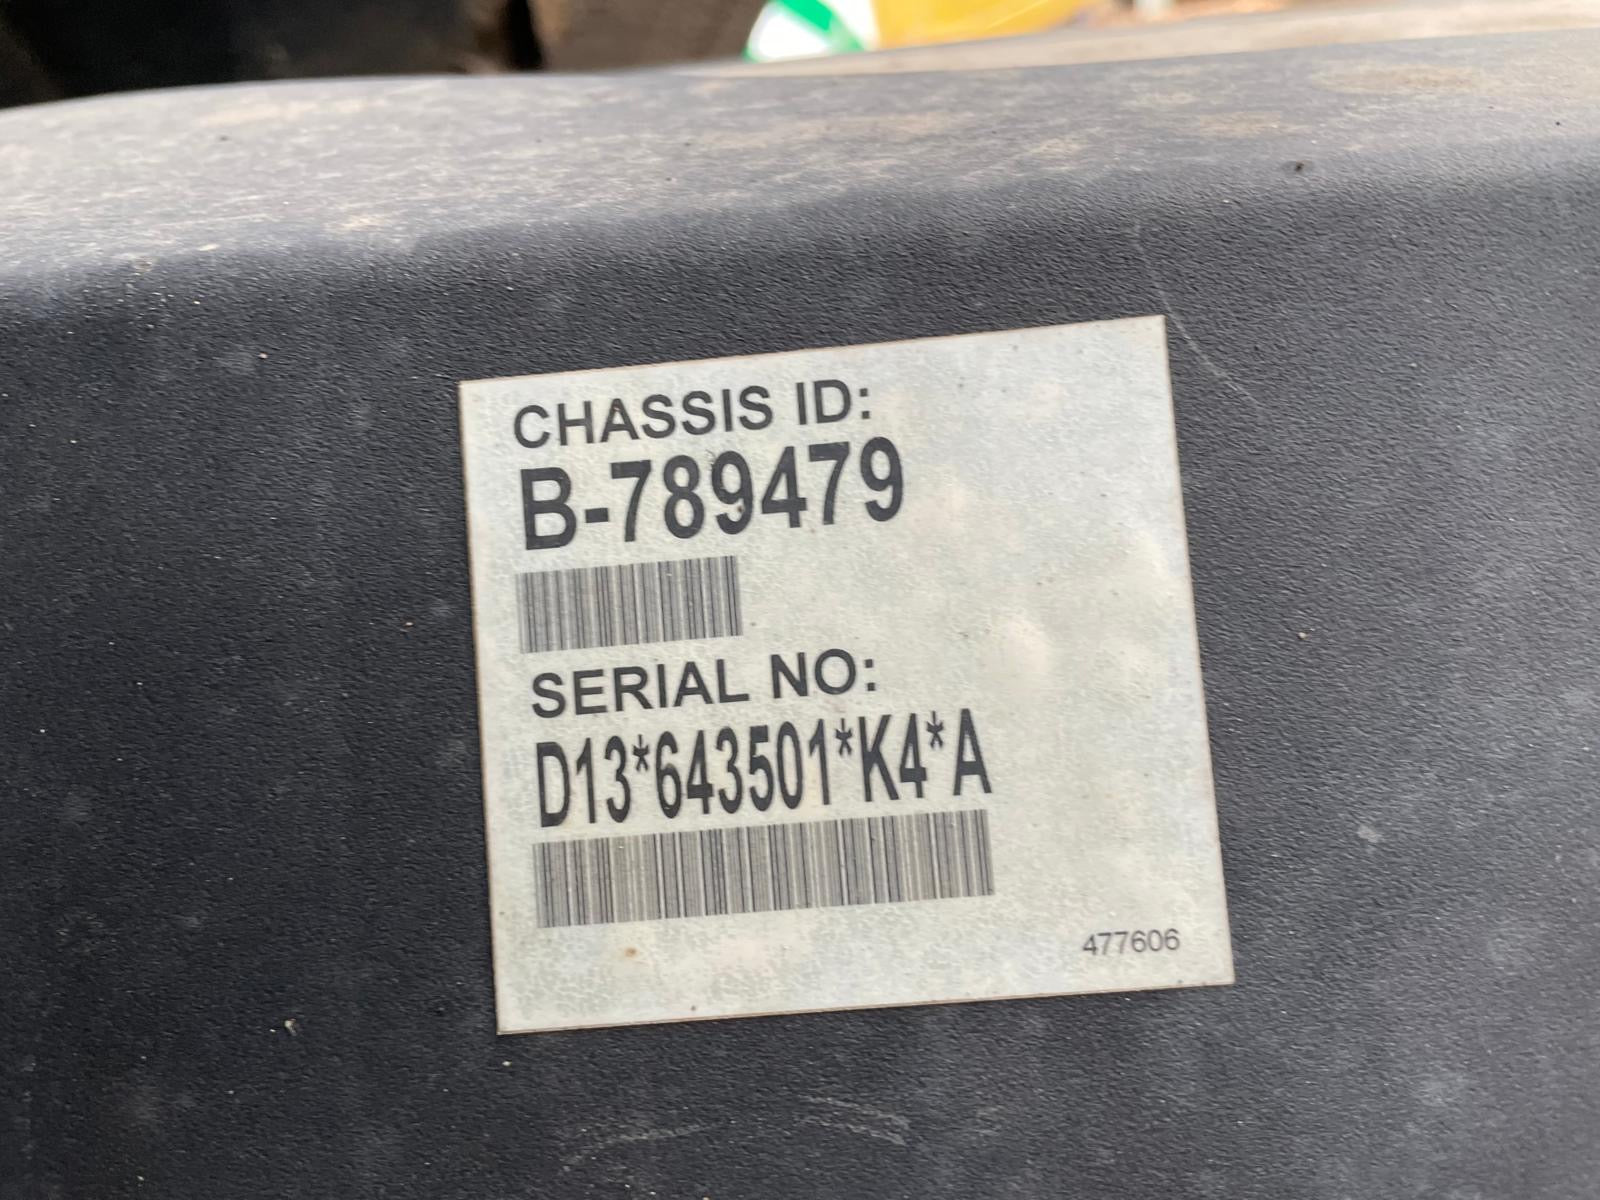 CHASSIS ID:
B-789479
SERIAL NO:
D13*643501*K4*A
477606